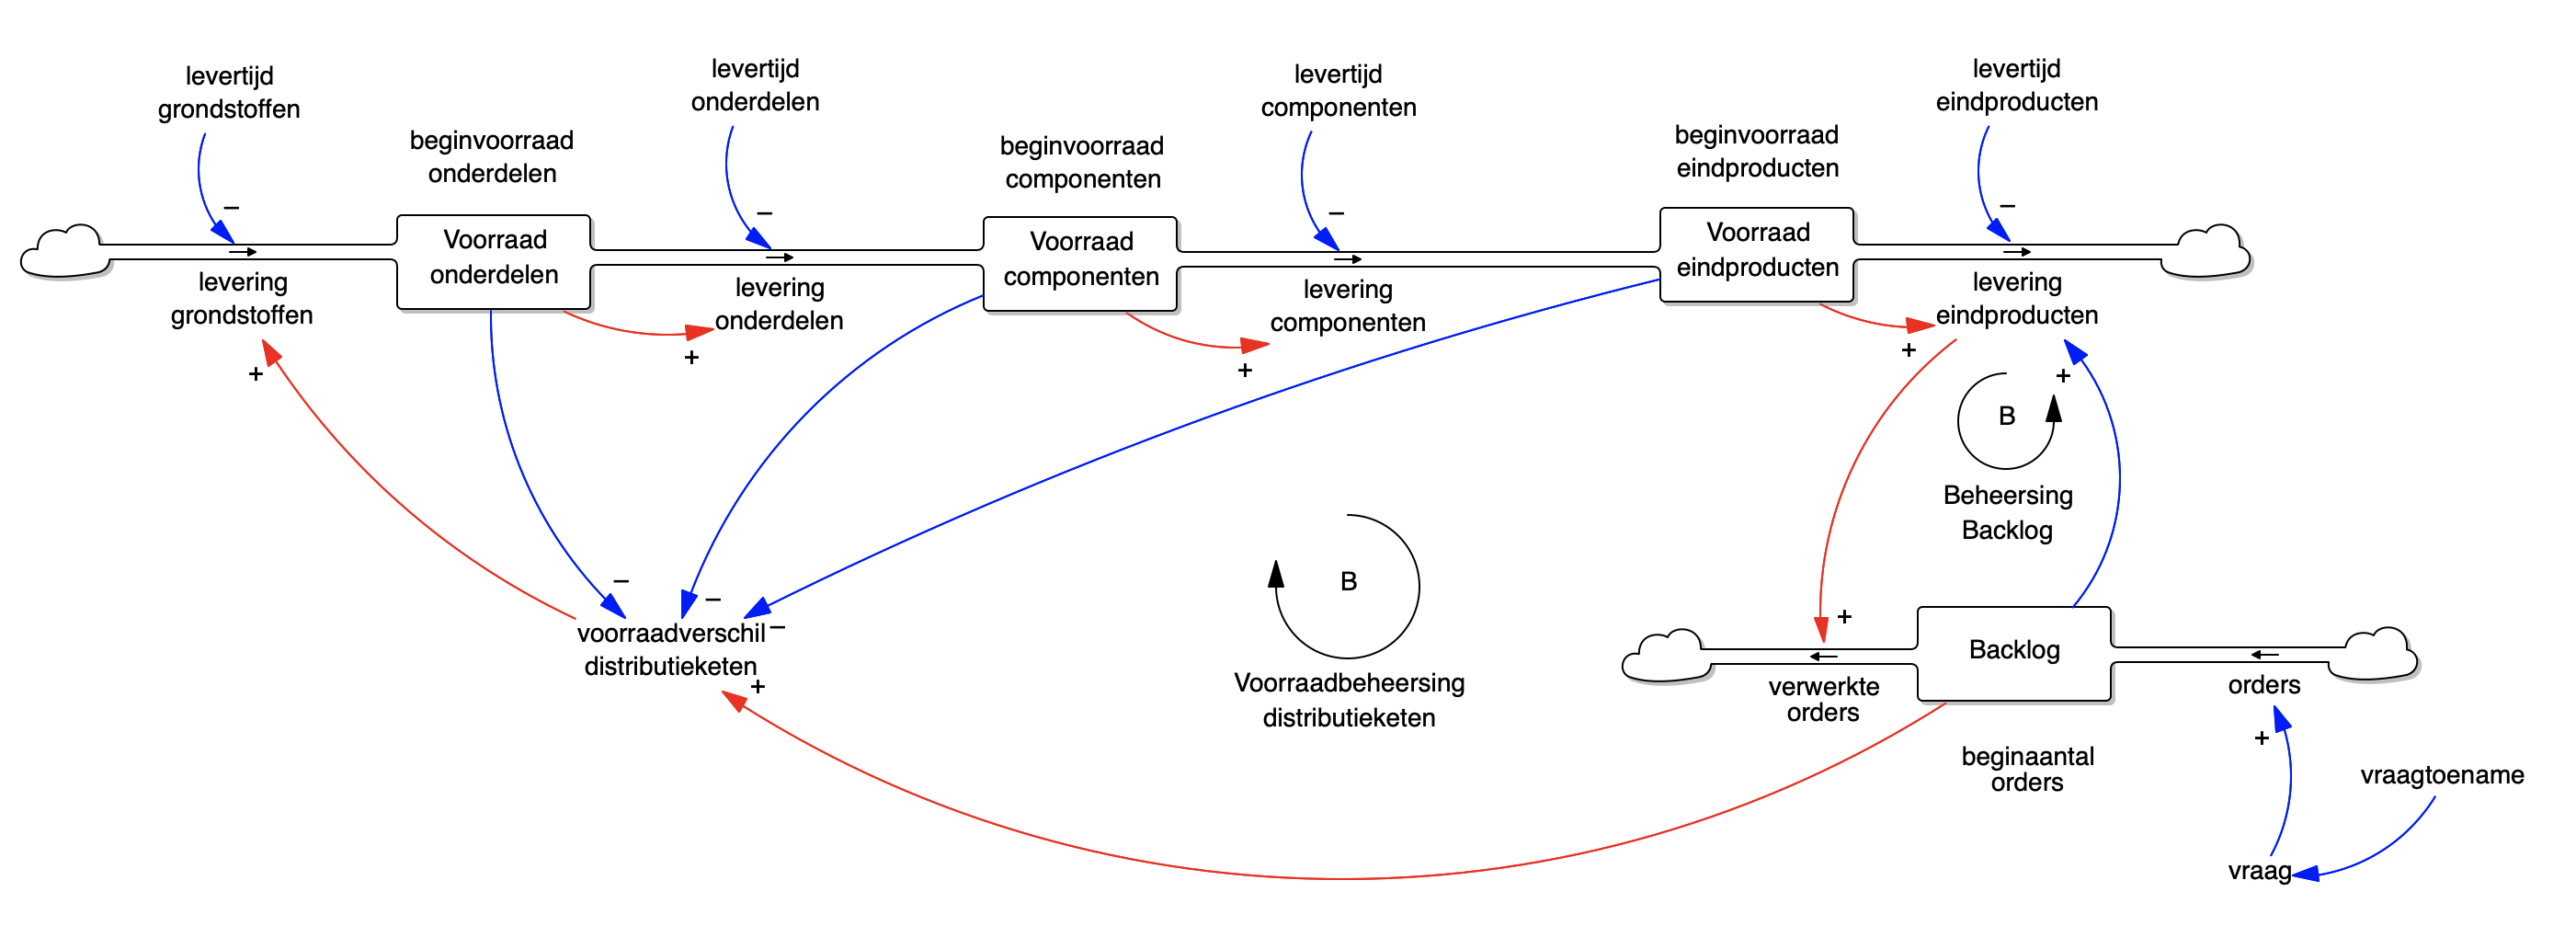 levertijd
grondstoffen
beginvoorraad
onderdelen
levertijd
onderdelen
beginvoorraad
componenten
levertijd
componenten
beginvoorraad
eindproducten
levertijd
eindproducten
–
–
–
–
Voorraad
onderdelen
Voorraad
componenten
Voorraad
eindproducten
levering
grondstoffen
+
levering
onderdelen
+
levering
componenten
+
levering
eindproducten
+
+
B
Beheersing
Backlog
–
–
–
voorraadverschil
distributieketen
+
B
Voorraadbeheersing
distributieketen
+
verwerkte
orders
Backlog
orders
+
beginaantal
orders
vraagtoename
vraag